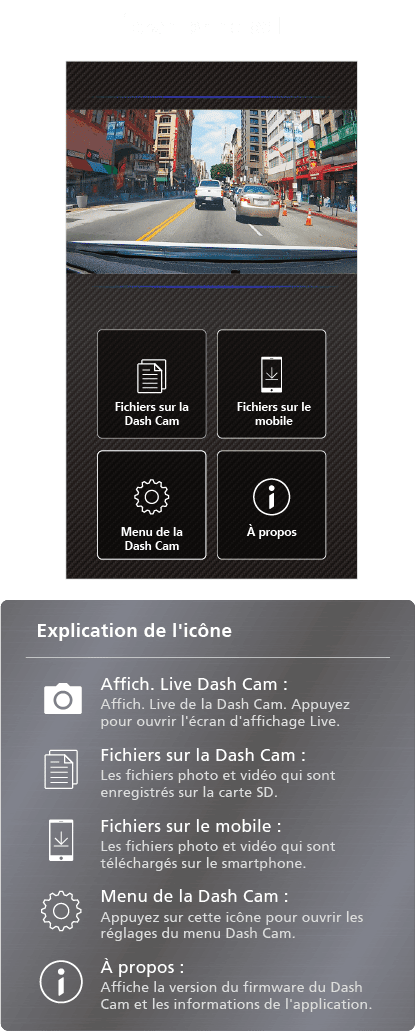 Fichiers sur la
Dash Cam
Fichiers sur le
mobile
Menu de la
Dash Cam
À propos
Explication de l'icône
Affich. Live Dash Cam :
Affich. Live de la Dash Cam. Appuyez
pour ouvrir l'écran d'affichage Live.
Fichiers sur la Dash Cam :
Les fichiers photo et vidéo qui sont
enregistrés sur la carte SD.
Fichiers sur le mobile :
Les fichiers photo et vidéo qui sont
téléchargés sur le smartphone.
Menu de la Dash Cam :
Appuyez sur cette icône pour ouvrir les
réglages du menu Dash Cam.
À propos :
Affiche la version du firmware du Dash
Cam et les informations de l'application.